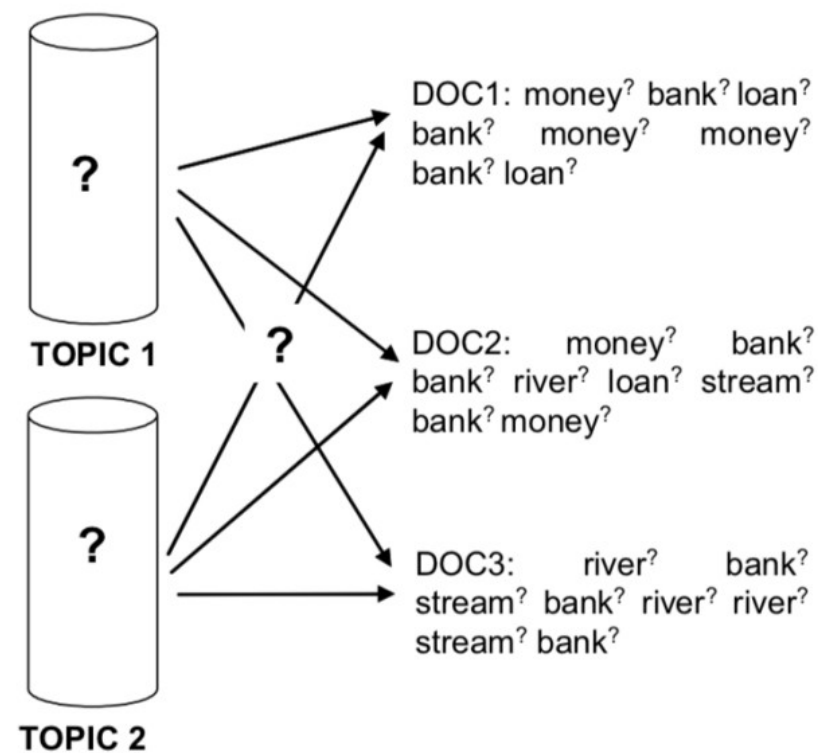 ?
TOPIC 1
?
TOPIC 2
?
DOC1: money? bank? loan?
bank? money? money?
bank? loan?
DOC2: money? bank?
bank? river? loan? stream?
bank? money?
DOC3: river? bank?
stream? bank? river? river?
stream? bank?